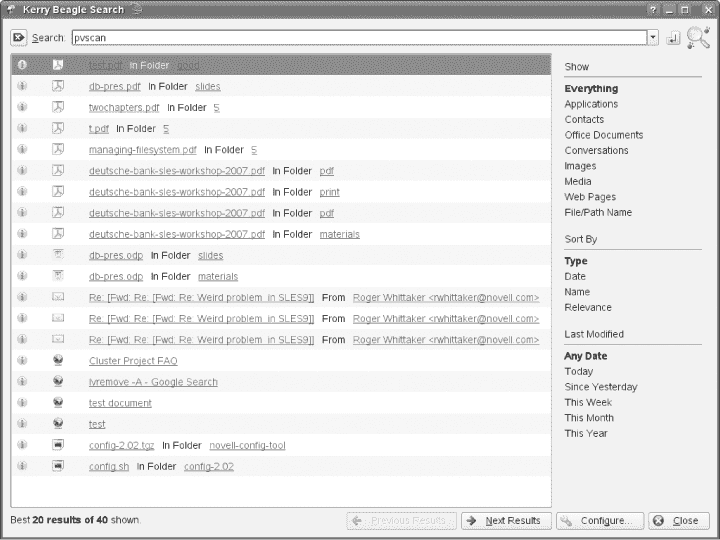 Kerry Beagle Search
Search: pvscan
test.pdf In Folder good
db-pres.pdf In Folder slides
twochapters.pdf In Folder 5
t.pdf In Folder 5
managing-filesystem.pdf In Folder 5
deutsche-bank-sles-workshop-2007.pdf In Folder pdf
deutsche-bank-sles-workshop-2007.pdf In Folder print
deutsche-bank-sles-workshop-2007.pdf In Folder pdf
deutsche-bank-sles-workshop-2007.pdf In Folder materials
db-pres.odp In Folder slides
db-pres.odp In Folder materials
Re: [Fwd: Re: [Fwd: Re: Weird problem in SLES9]] From Roger Whittaker <rwhittaker@novell.com>
Re: [Fwd: Re: [Fwd: Re: Weird problem in SLES9]] From Roger Whittaker <rwhittaker@novell.com>
Re: [Fwd: Re: [Fwd: Re: Weird problem in SLES9]] From Roger Whittaker <rwhittaker@novell.com>
Cluster Project FAQ
lvremove -A - Google Search
test document
test
config-2.02.tgz In Folder novell-config-tool
config.sh In Folder config-2.02
Show
Everything
Applications
Contacts
Office Documents
Conversations
Images
Media
Web Pages
File/Path Name
Sort By
Type
Date
Name
Relevance
Last Modified
Any Date
Today
Since Yesterday
This Week
This Month
This Year
Best 20 results of 40 shown.
Previous Results
Next Results
Configure...
Close